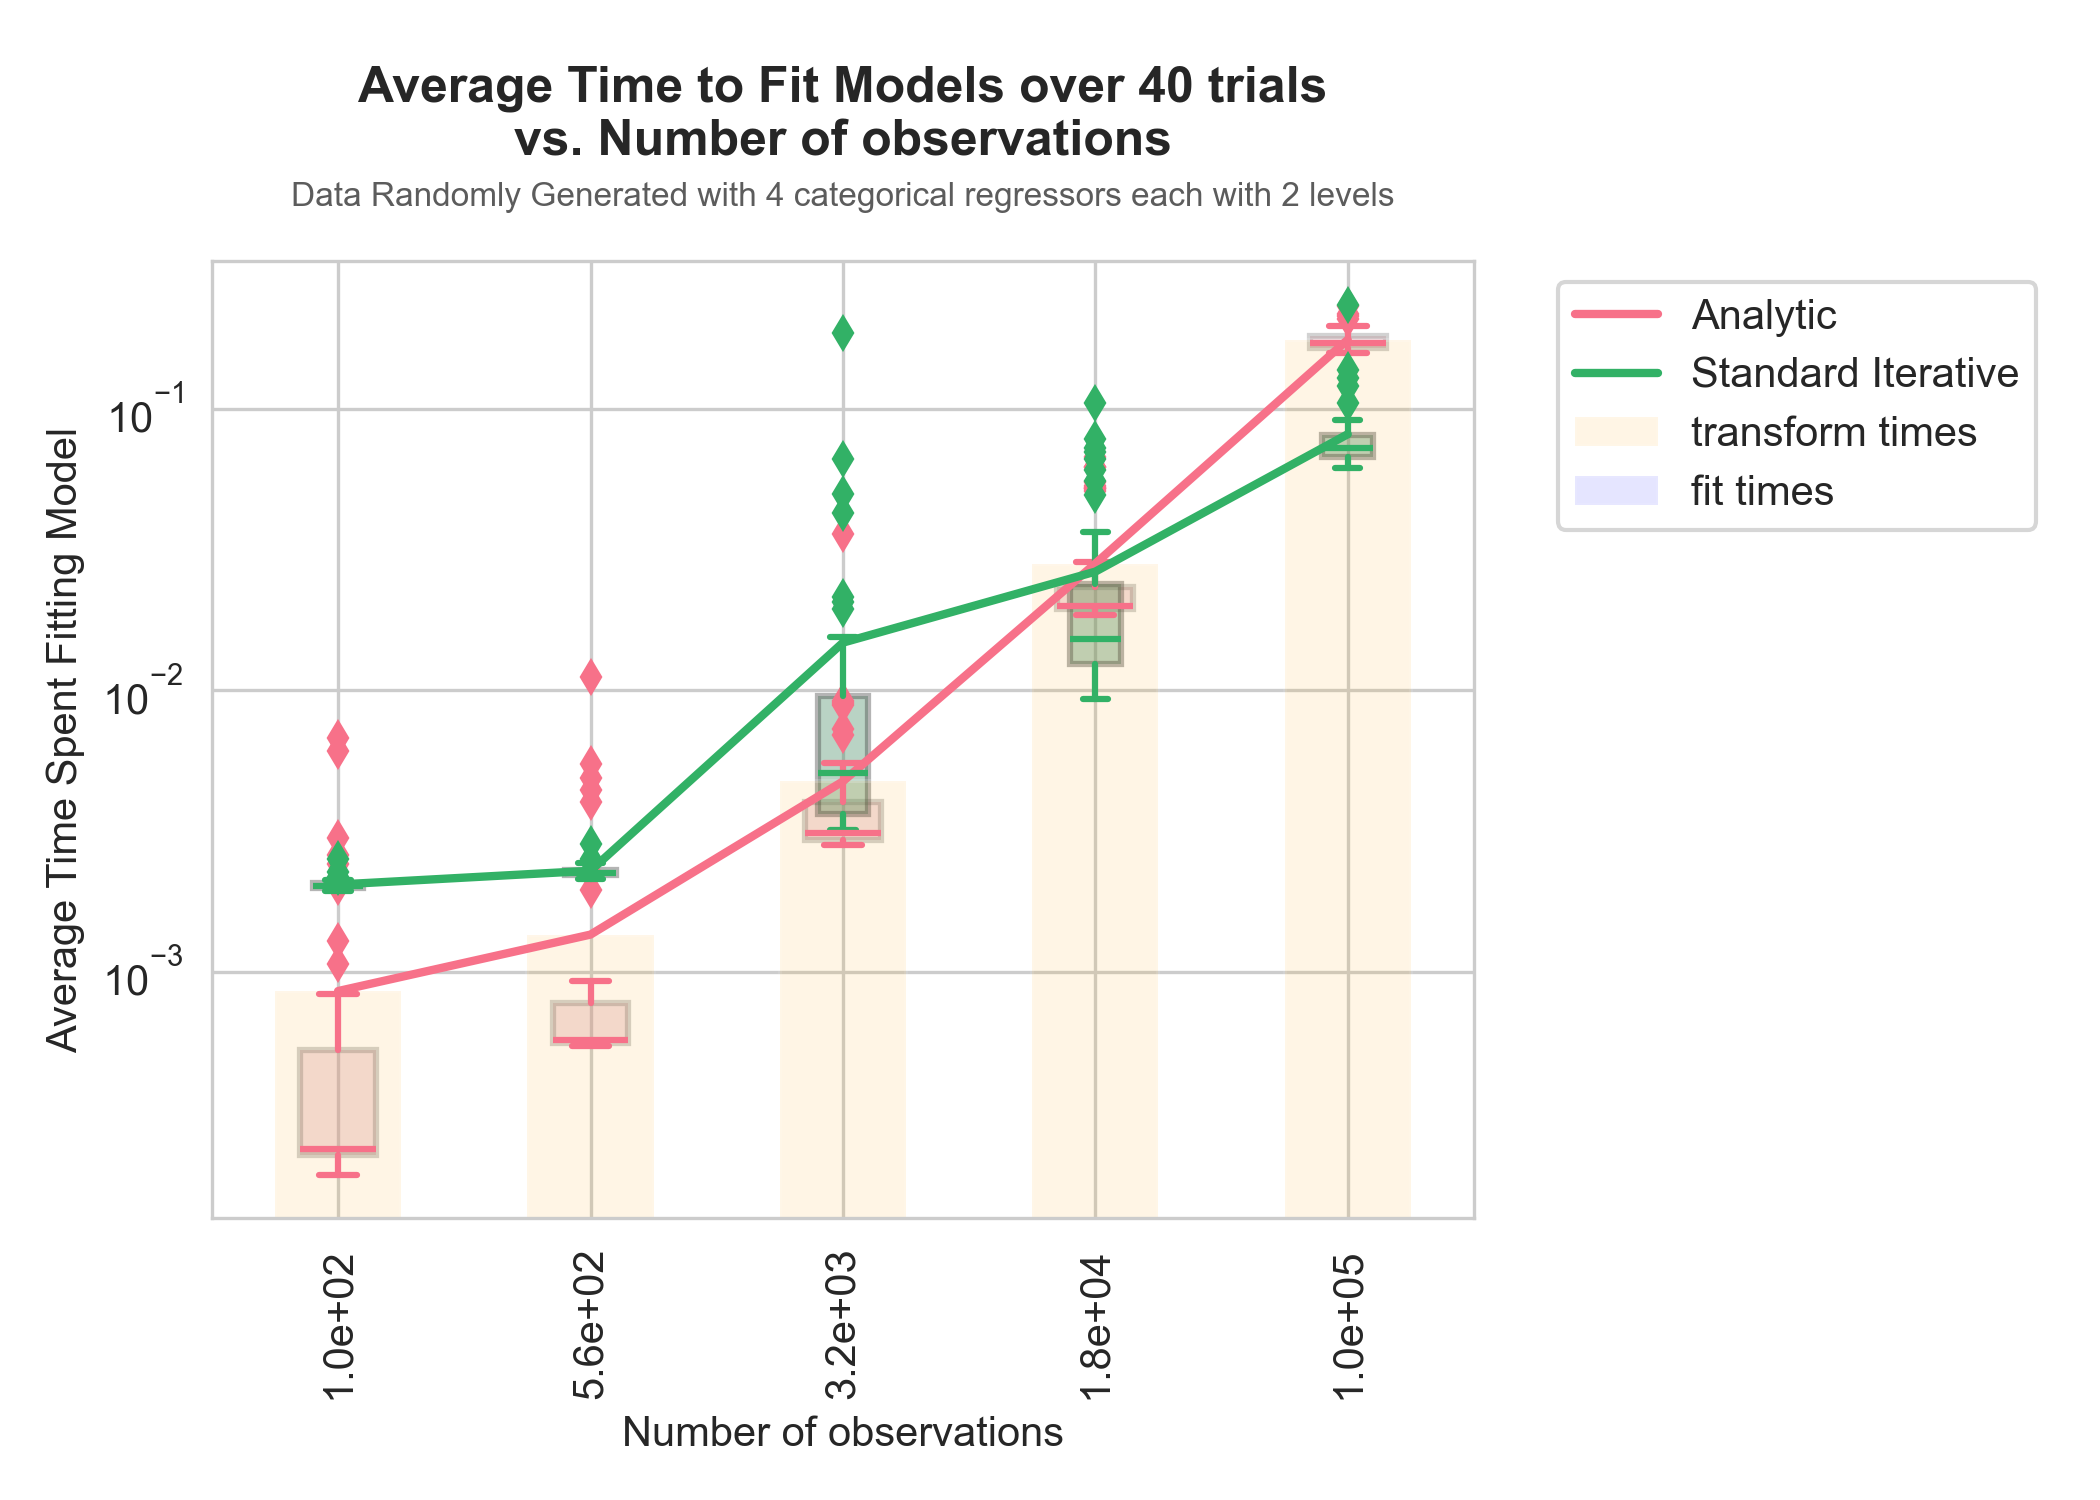 Average Time to Fit Models over 40 trials
vs. Number of observations
Data Randomly Generated with 4 categorical regressors each with 2 levels
Analytic
Standard Iterative
transform times
fit times
Average Time Spent Fitting Model
10⁻¹
10⁻²
10⁻³
1.0e+02
5.6e+02
3.2e+03
1.8e+04
1.0e+05
Number of observations